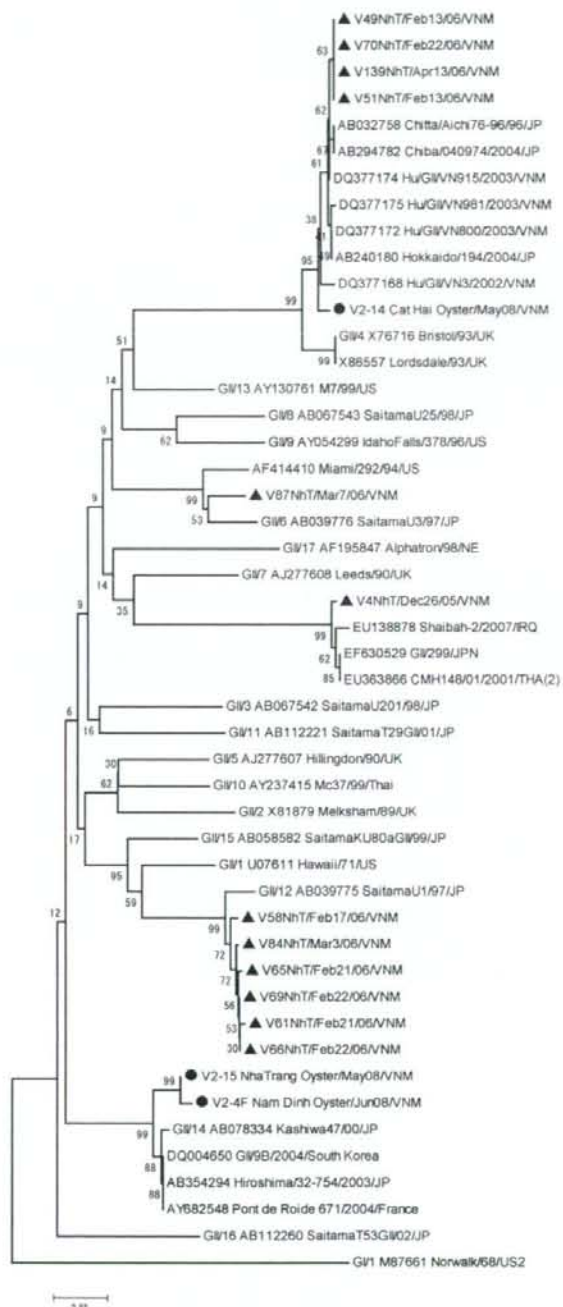 V49NhT/Feb13/06/VNM
V70NhT/Feb22/06/VNM
63
V139NhT/Apr13/06/VNM
V51NhT/Feb13/06/VNM
62
AB032758 Chitta/Aichi76-96/96/JP
67 AB294782 Chiba/040974/2004/JP
61
DQ377174 Hu/GII/VN915/2003/VNM
DQ377175 Hu/GII/VN981/2003/VNM
38
DQ377172 Hu/GII/VN800/2003/VNM
AB240180 Hokkaido/194/2004/JP
95
DQ377168 Hu/GII/VN3/2002/VNM
99
V2-14 Cat Hai Oyster/May08/VNM
GII/4 X76716 Bristol/93/UK
99 X86557 Lordsdale/93/UK
51
GII/13 AY130761 M7/99/US
14
GII/8 AB067543 SaitamaU25/98/JP
9
62 GII/9 AY054299 IdahoFalls/378/96/US
AF414410 Miami/292/94/US
99
V87NhT/Mar7/06/VNM
9
53 GII/6 AB039776 SaitamaU3/97/JP
GII/17 AF195847 Alphatron/98/NE
14
GII/7 AJ277608 Leeds/90/UK
35
V4NhT/Dec26/05/VNM
9
99 EU138878 Shaibah-2/2007/IRQ
62 EF630529 GII/299/JPN
85 EU363866 CMH148/01/2001/THA(2)
GII/3 AB067542 SaitamaU201/98/JP
6
16 GII/11 AB112221 SaitamaT29GII/01/JP
30 GII/5 AJ277607 Hillingdon/90/UK
62 GII/10 AY237415 Mc37/99/Thai
GII/2 X81879 Melksham/89/UK
17
GII/15 AB058582 SaitamaKU80aGII/99/JP
95
GII/1 U07611 Hawaii/71/US
59
GII/12 AB039775 SaitamaU1/97/JP
12
99 V58NhT/Feb17/06/VNM
V84NhT/Mar3/06/VNM
72
V65NhT/Feb21/06/VNM
72
V69NhT/Feb22/06/VNM
56
V61NhT/Feb21/06/VNM
53
30 V66NhT/Feb22/06/VNM
V2-15 NhaTrang Oyster/May08/VNM
99
V2-4F Nam Dinh Oyster/Jun08/VNM
99
GII/14 AB078334 Kashiwa47/00/JP
DQ004650 GII/9B/2004/South Korea
68
AB354294 Hiroshima/32-754/2003/JP
88
AY682548 Pont de Roide 671/2004/France
GII/16 AB112260 SaitamaT53GII/02/JP
GI/1 M87661 Norwalk/68/US2